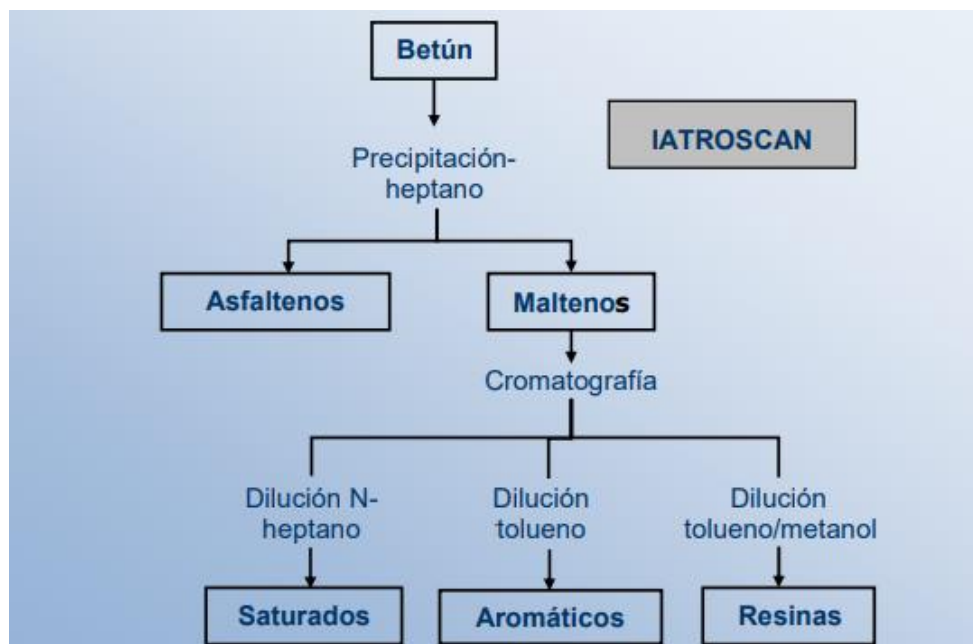 Betún
IATROSCAN
Precipitación-
heptano
Asfaltenos
Maltenos
Cromatografía
Dilución N-
heptano
Dilución
tolueno
Dilución
tolueno/metanol
Saturados
Aromáticos
Resinas